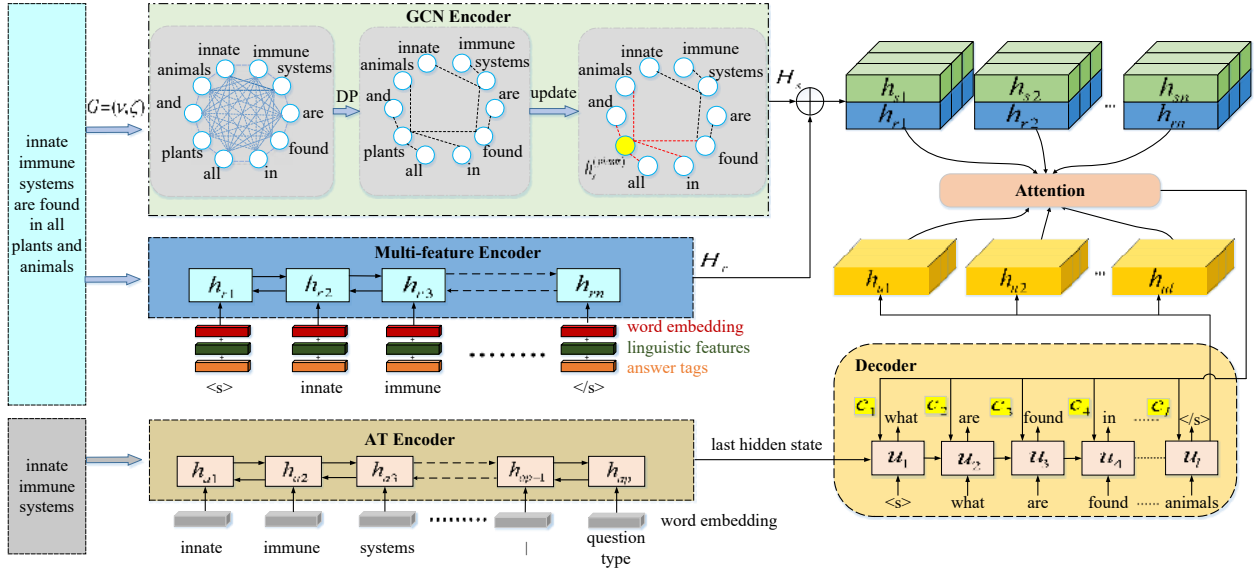 GCN Encoder
innate
immune
animals
systems
and
are
plants
found
all
in
DP
innate
immune
animals
systems
and
are
plants
found
all
in
update
innate
immune
animals
systems
and
are
found
all
in
G=(ν,ζ)
H_s
h_s1
h_r1
h_s2
h_r2
...
h_sn
h_rn
Attention
innate
immune
systems
are found
in all
plants and
animals
Multi-feature Encoder
h_r1
h_r2
h_r3
h_rn
H_r
word embedding
linguistic features
answer tags
<s>
innate
immune
</s>
h_u1
h_u2
...
h_ul
innate
immune
systems
AT Encoder
h_a1
h_a2
h_a3
h_ap-1
h_ap
word embedding
innate
immune
systems
|
question
type
last hidden state
Decoder
c_1
c_2
c_3
c_4
c_l
what
are
found
in
......
</s>
u_1
u_2
u_3
u_4
u_l
<s>
what
are
found
......
animals